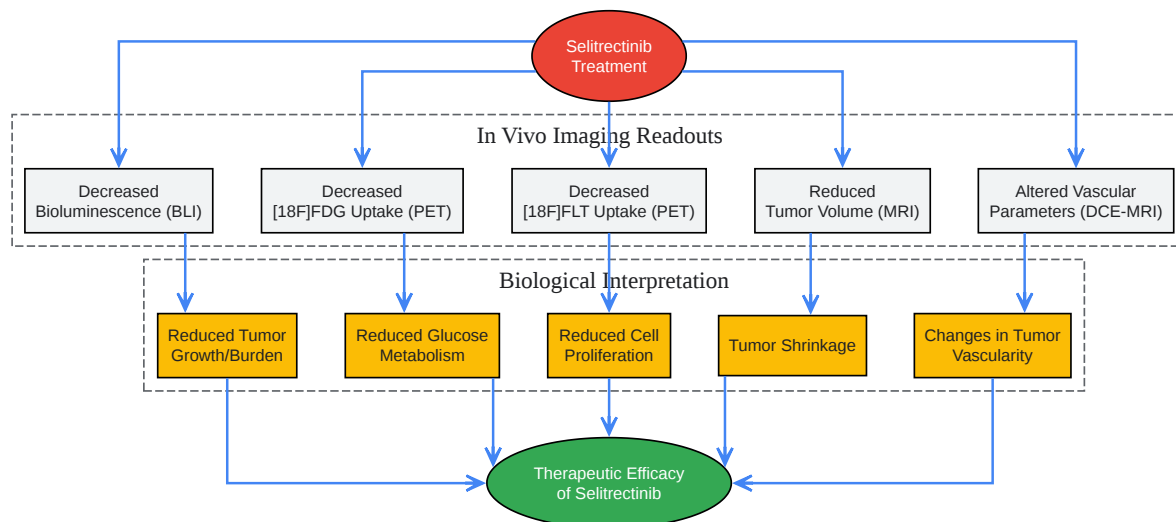 Selitrectinib
Treatment
In Vivo Imaging Readouts
Decreased
Bioluminescence (BLI)
Decreased
[18F]FDG Uptake (PET)
Decreased
[18F]FLT Uptake (PET)
Reduced
Tumor Volume (MRI)
Altered Vascular
Parameters (DCE-MRI)
Biological Interpretation
Reduced Tumor
Growth/Burden
Reduced Glucose
Metabolism
Reduced Cell
Proliferation
Tumor Shrinkage
Changes in Tumor
Vascularity
Therapeutic Efficacy
of Selitrectinib